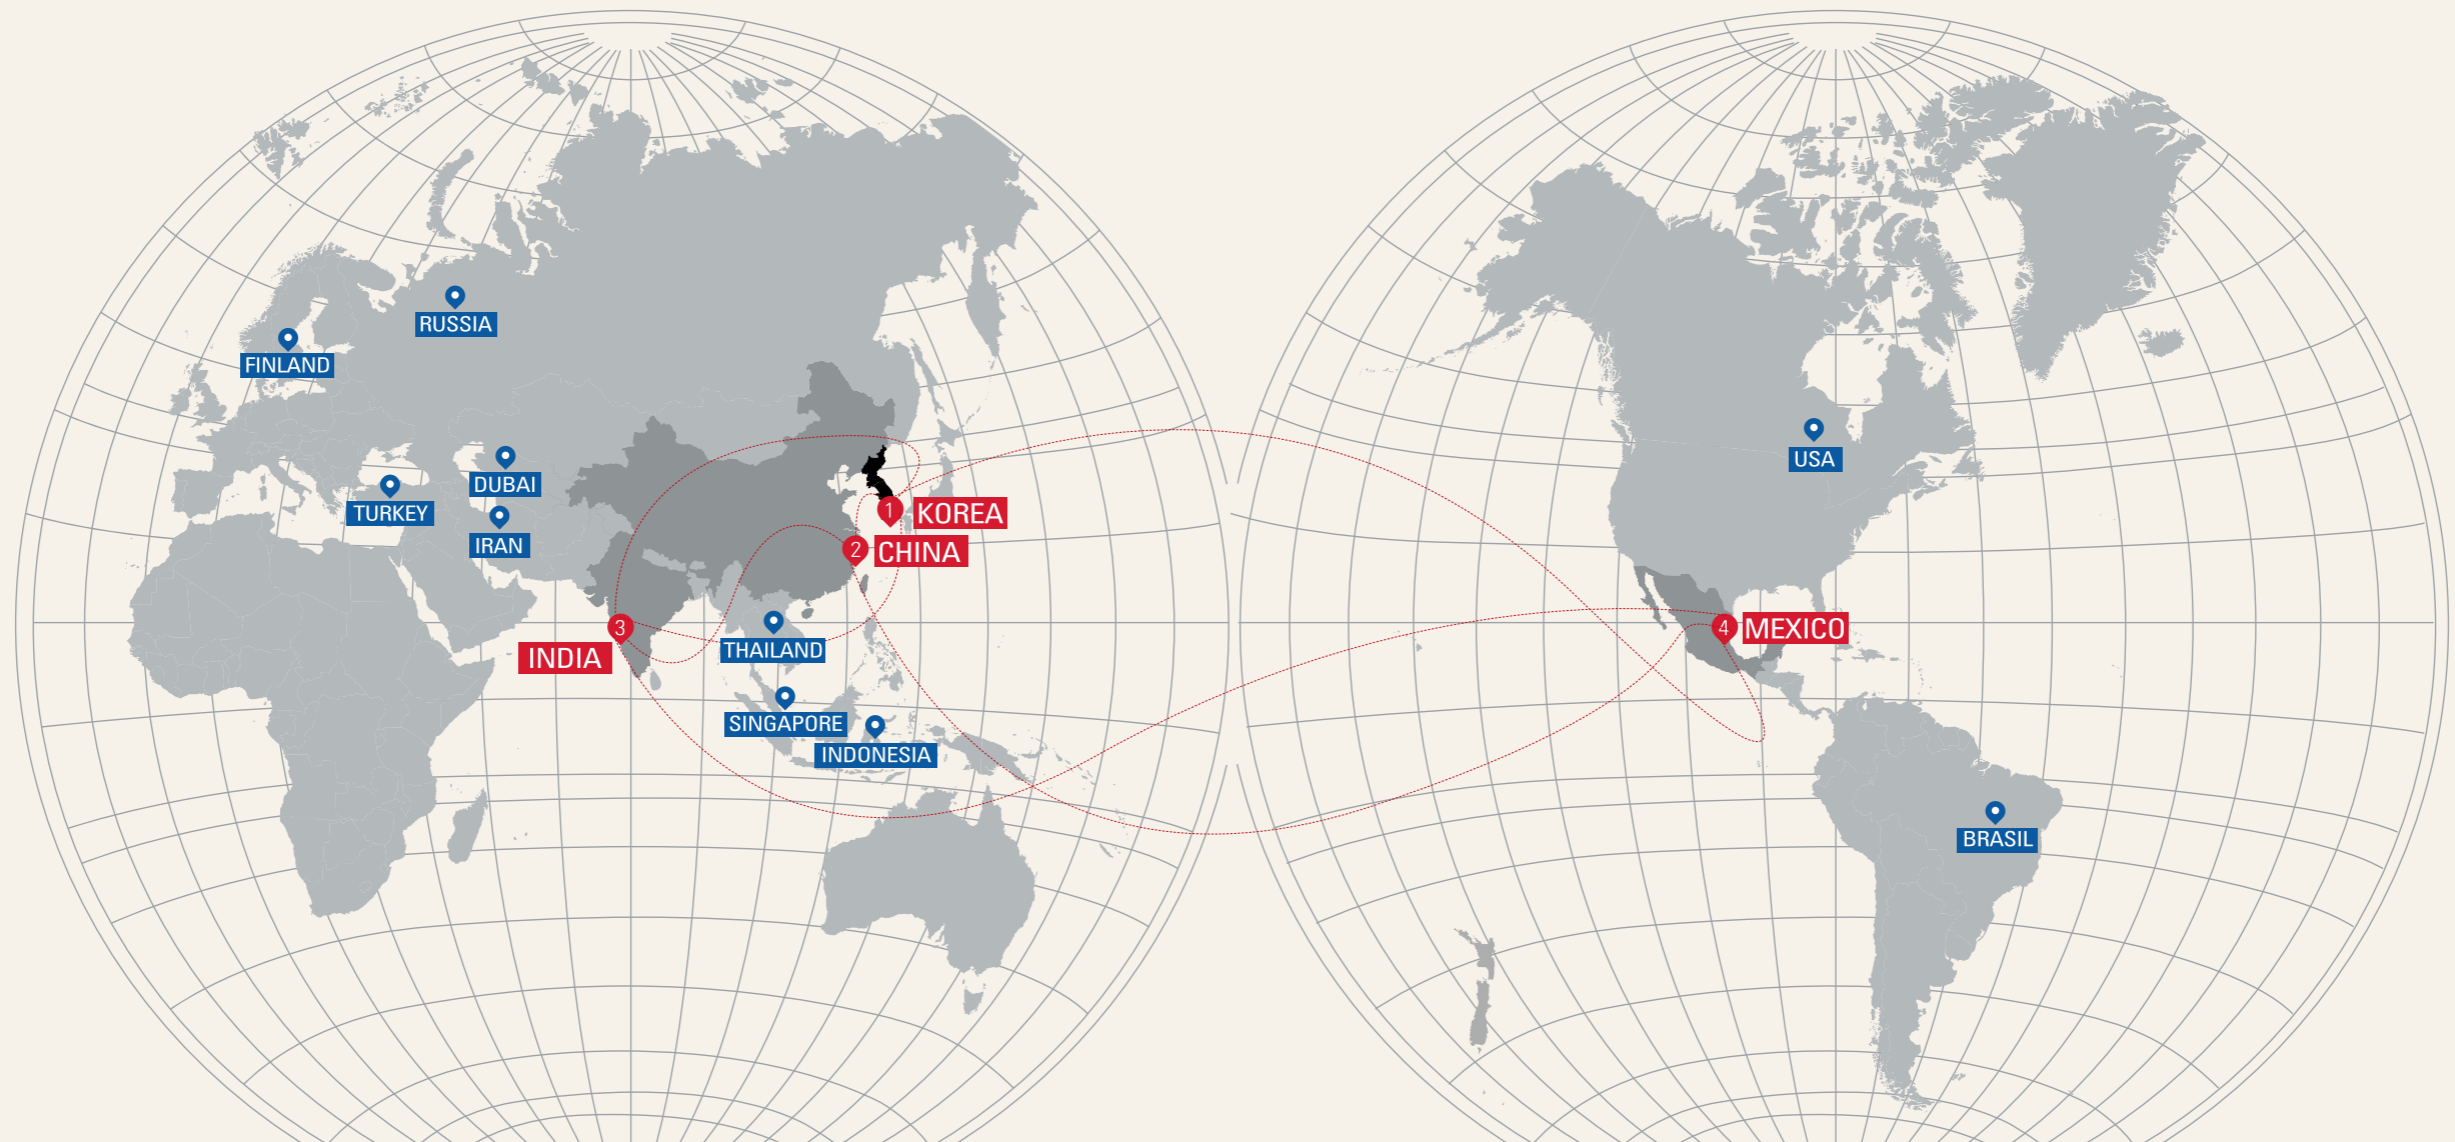 RUSSIA
FINLAND
USA
DUBAI
TURKEY
1 KOREA
IRAN
2 CHINA
3
INDIA
THAILAND
4 MEXICO
SINGAPORE
INDONESIA
BRASIL